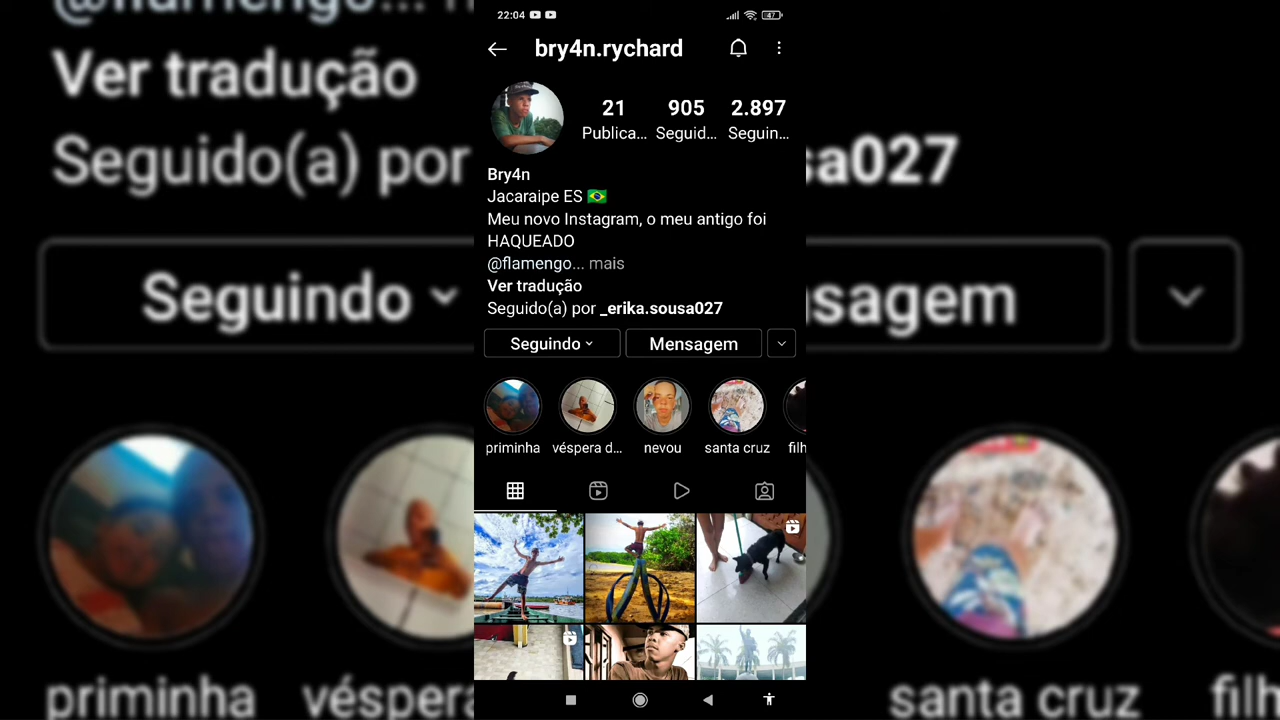 22:04
47
bry4n.rychard
21 905 2.897
Publica... Seguid... Seguin...
Bry4n
Jacaraipe ES
Meu novo Instagram, o meu antigo foi
HAQUEADO
@flamengo... mais
Ver tradução
Seguido(a) por _erika.sousa027
Seguindo
Mensagem
priminha
véspera d...
nevou
santa cruz
filh
@flamengo...
Ver tradução
Seguido(a) por
sa027
Seguindo
sagem
priminha
véspera
santa cruz
filh